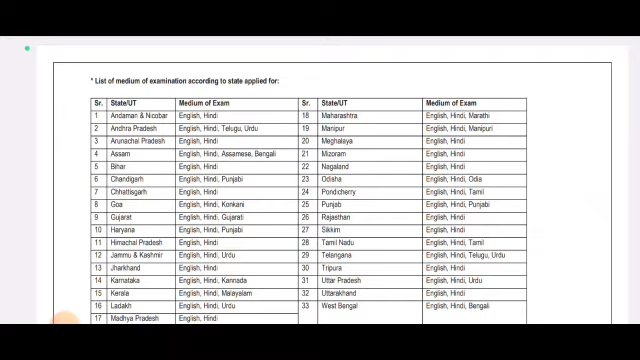 * List of medium of examination according to state applied for:
Sr. State/UT Medium of Exam Sr. State/UT Medium of Exam
1 Andaman & Nicobar English, Hindi 18 Maharashtra English, Hindi, Marathi
2 Andhra Pradesh English, Hindi, Telugu, Urdu 19 Manipur English, Hindi, Manipuri
3 Arunachal Pradesh English, Hindi 20 Meghalaya English, Hindi
4 Assam English, Hindi, Assamese, Bengali 21 Mizoram English, Hindi
5 Bihar English, Hindi 22 Nagaland English, Hindi
6 Chandigarh English, Hindi, Punjabi 23 Odisha English, Hindi, Odia
7 Chhattisgarh English, Hindi 24 Pondicherry English, Hindi, Tamil
8 Goa English, Hindi, Konkani 25 Punjab English, Hindi, Punjabi
9 Gujarat English, Hindi, Gujarati 26 Rajasthan English, Hindi
10 Haryana English, Hindi, Punjabi 27 Sikkim English, Hindi
11 Himachal Pradesh English, Hindi 28 Tamil Nadu English, Hindi, Tamil
12 Jammu & Kashmir English, Hindi, Urdu 29 Telangana English, Hindi, Telugu, Urdu
13 Jharkhand English, Hindi 30 Tripura English, Hindi
14 Karnataka English, Hindi, Kannada 31 Uttar Pradesh English, Hindi, Urdu
15 Kerala English, Hindi, Malayalam 32 Uttarakhand English, Hindi
16 Ladakh English, Hindi, Urdu 33 West Bengal English, Hindi, Bengali
17 Madhya Pradesh English, Hindi